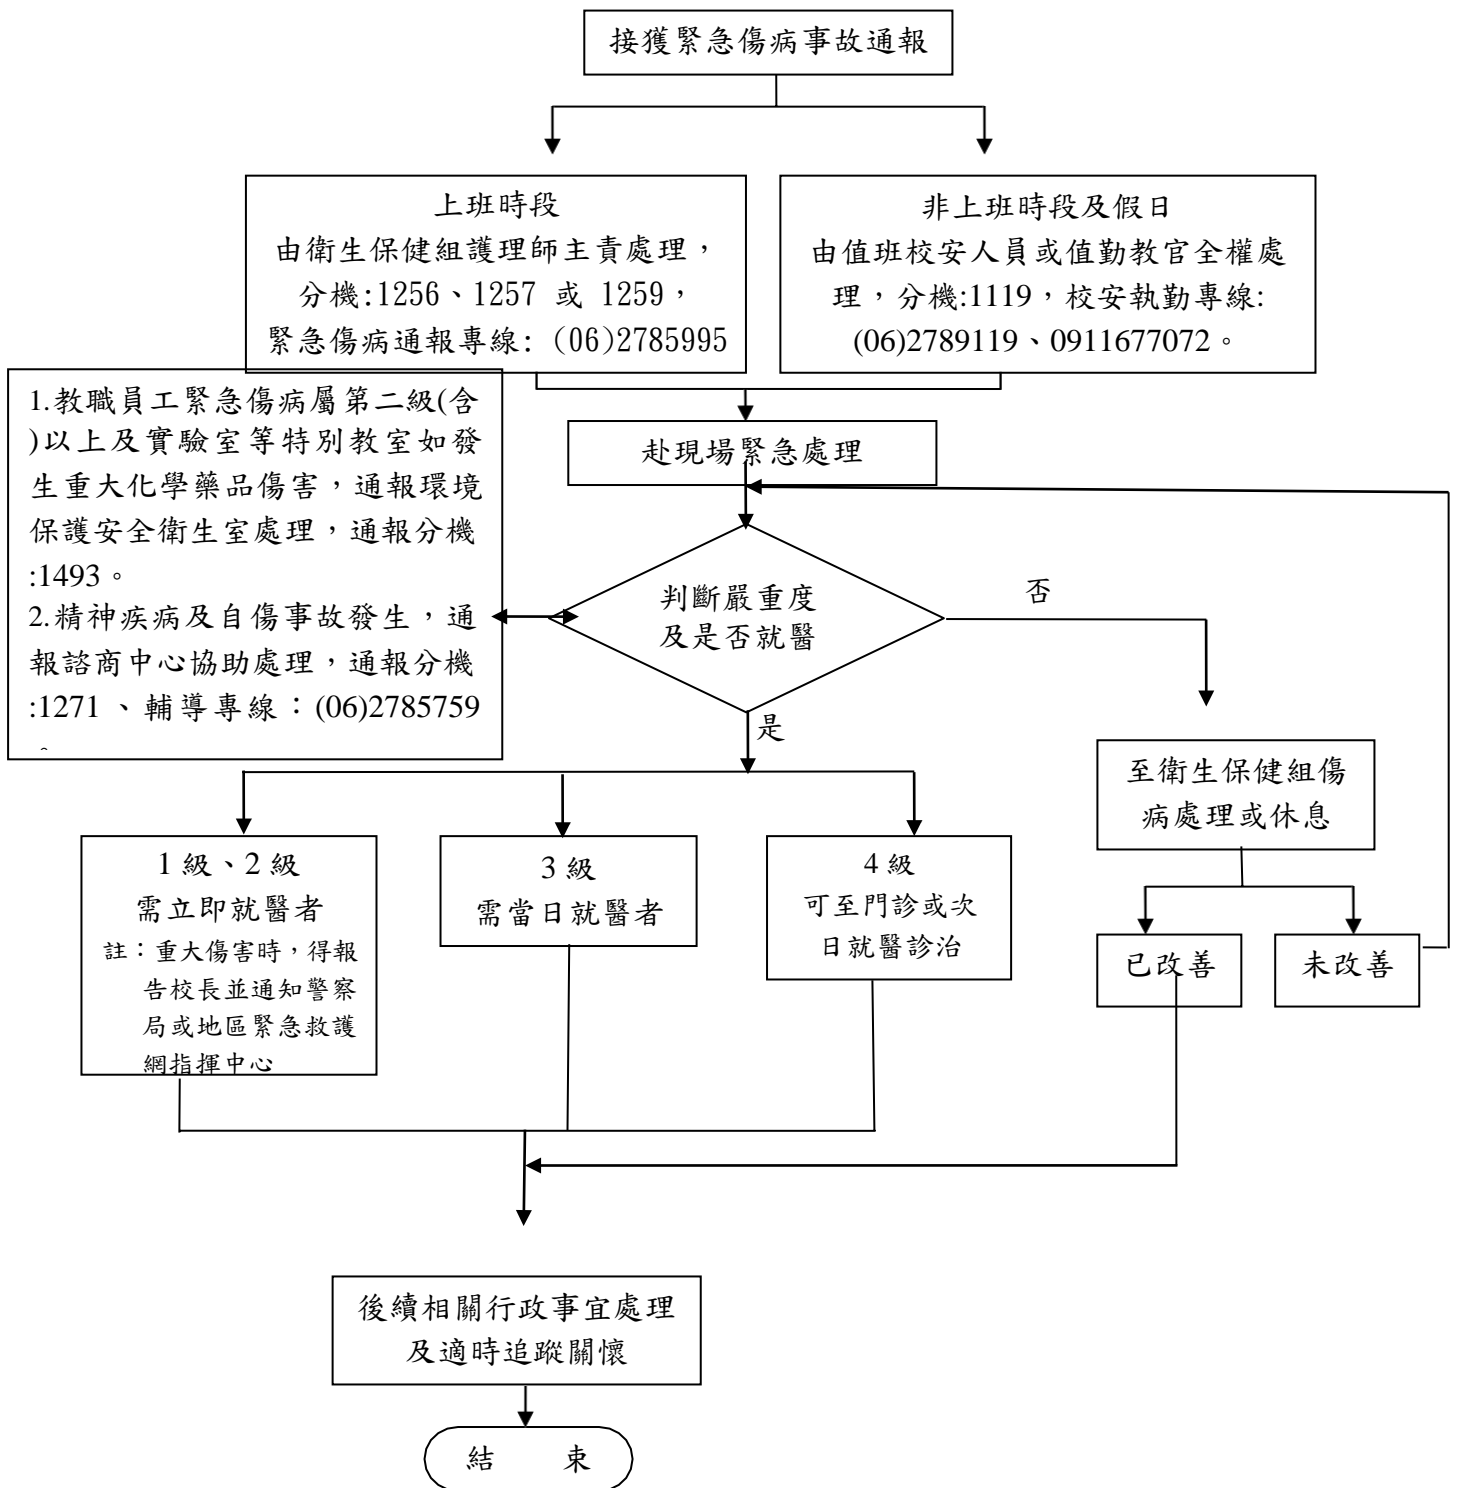 接獲緊急傷病事故通報
上班時段
由衛生保健組護理師主責處理，
分機:1256、1257 或 1259，
緊急傷病通報專線: (06)2785995
非上班時段及假日
由值班校安人員或值勤教官全權處
理，分機:1119，校安執勤專線:
(06)2789119、0911677072。
1.教職員工緊急傷病屬第二級(含
)以上及實驗室等特別教室如發
生重大化學藥品傷害，通報環境
保護安全衛生室處理，通報分機
:1493。
2.精神疾病及自傷事故發生，通
報諮商中心協助處理，通報分機
:1271、輔導專線：(06)2785759
。
赴現場緊急處理
判斷嚴重度
及是否就醫
否
是
至衛生保健組傷
病處理或休息
1 級、2 級
需立即就醫者
註：重大傷害時，得報
告校長並通知警察
局或地區緊急救護
網指揮中心
3 級
需當日就醫者
4 級
可至門診或次
日就醫診治
已改善
未改善
後續相關行政事宜處理
及適時追蹤關懷
結 束